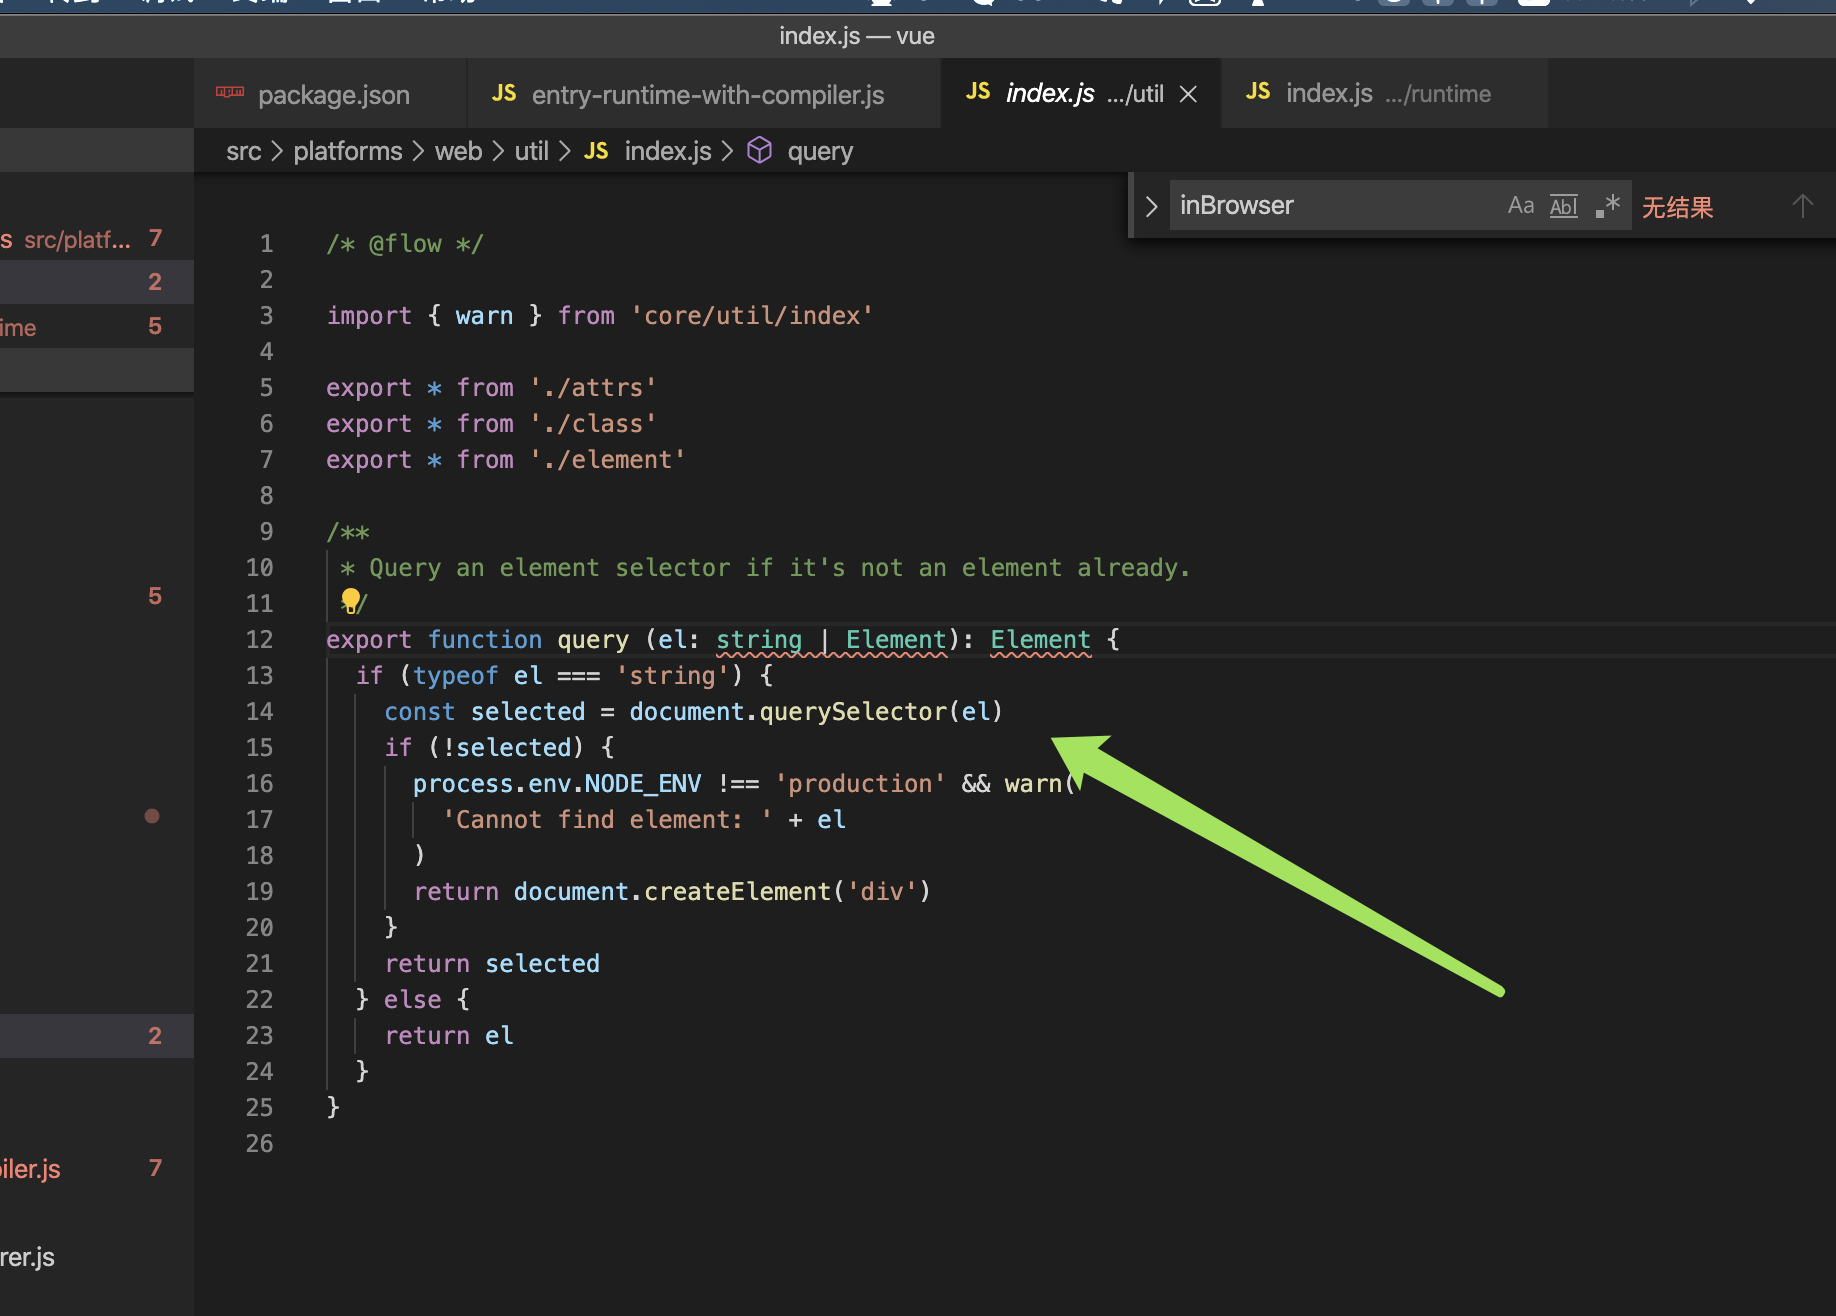 index.js — vue
package.json
JS entry-runtime-with-compiler.js
JS index.js .../util
JS index.js .../runtime
src > platforms > web > util > JS index.js > query
inBrowser Aa Abl .* 无结果
s src/platf... 7
2
ime 5
5
2
iler.js 7
rer.js
1 /* @flow */
2
3 import { warn } from 'core/util/index'
4
5 export * from './attrs'
6 export * from './class'
7 export * from './element'
8
9 /**
10 * Query an element selector if it's not an element already.
11 */
12 export function query (el: string | Element): Element {
13 if (typeof el === 'string') {
14 const selected = document.querySelector(el)
15 if (!selected) {
16 process.env.NODE_ENV !== 'production' && warn(
17 'Cannot find element: ' + el
18 )
19 return document.createElement('div')
20 }
21 return selected
22 } else {
23 return el
24 }
25 }
26